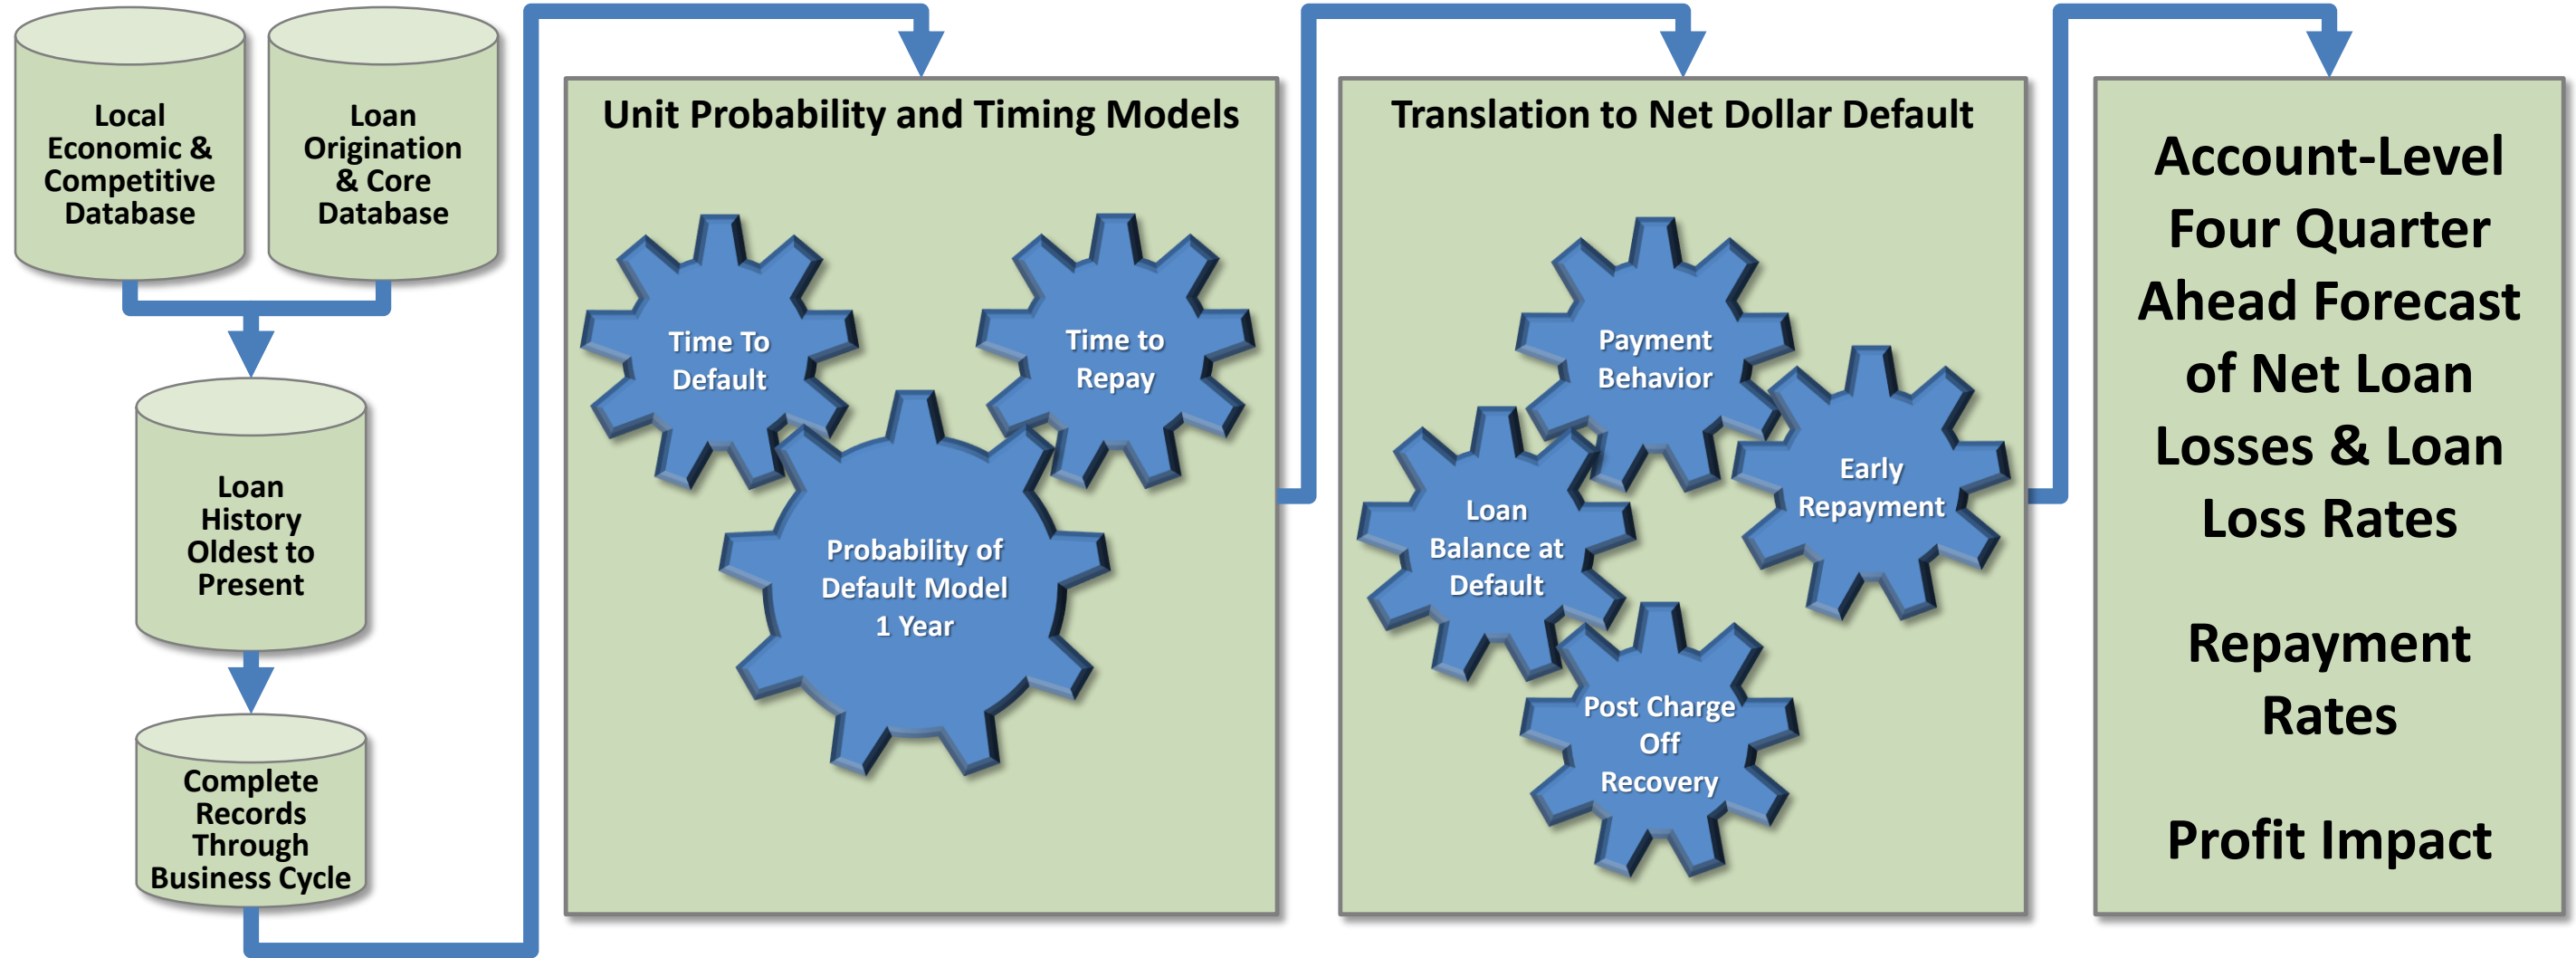 Local
Economic &
Competitive
Database
Loan
Origination
& Core
Database
Loan
History
Oldest to
Present
Complete
Records
Through
Business Cycle
Unit Probability and Timing Models
Time To
Default
Time to
Repay
Probability of
Default Model
1 Year
Translation to Net Dollar Default
Payment
Behavior
Early
Repayment
Loan
Balance at
Default
Post Charge
Off
Recovery
Account-Level
Four Quarter
Ahead Forecast
of Net Loan
Losses & Loan
Loss Rates
Repayment
Rates
Profit Impact